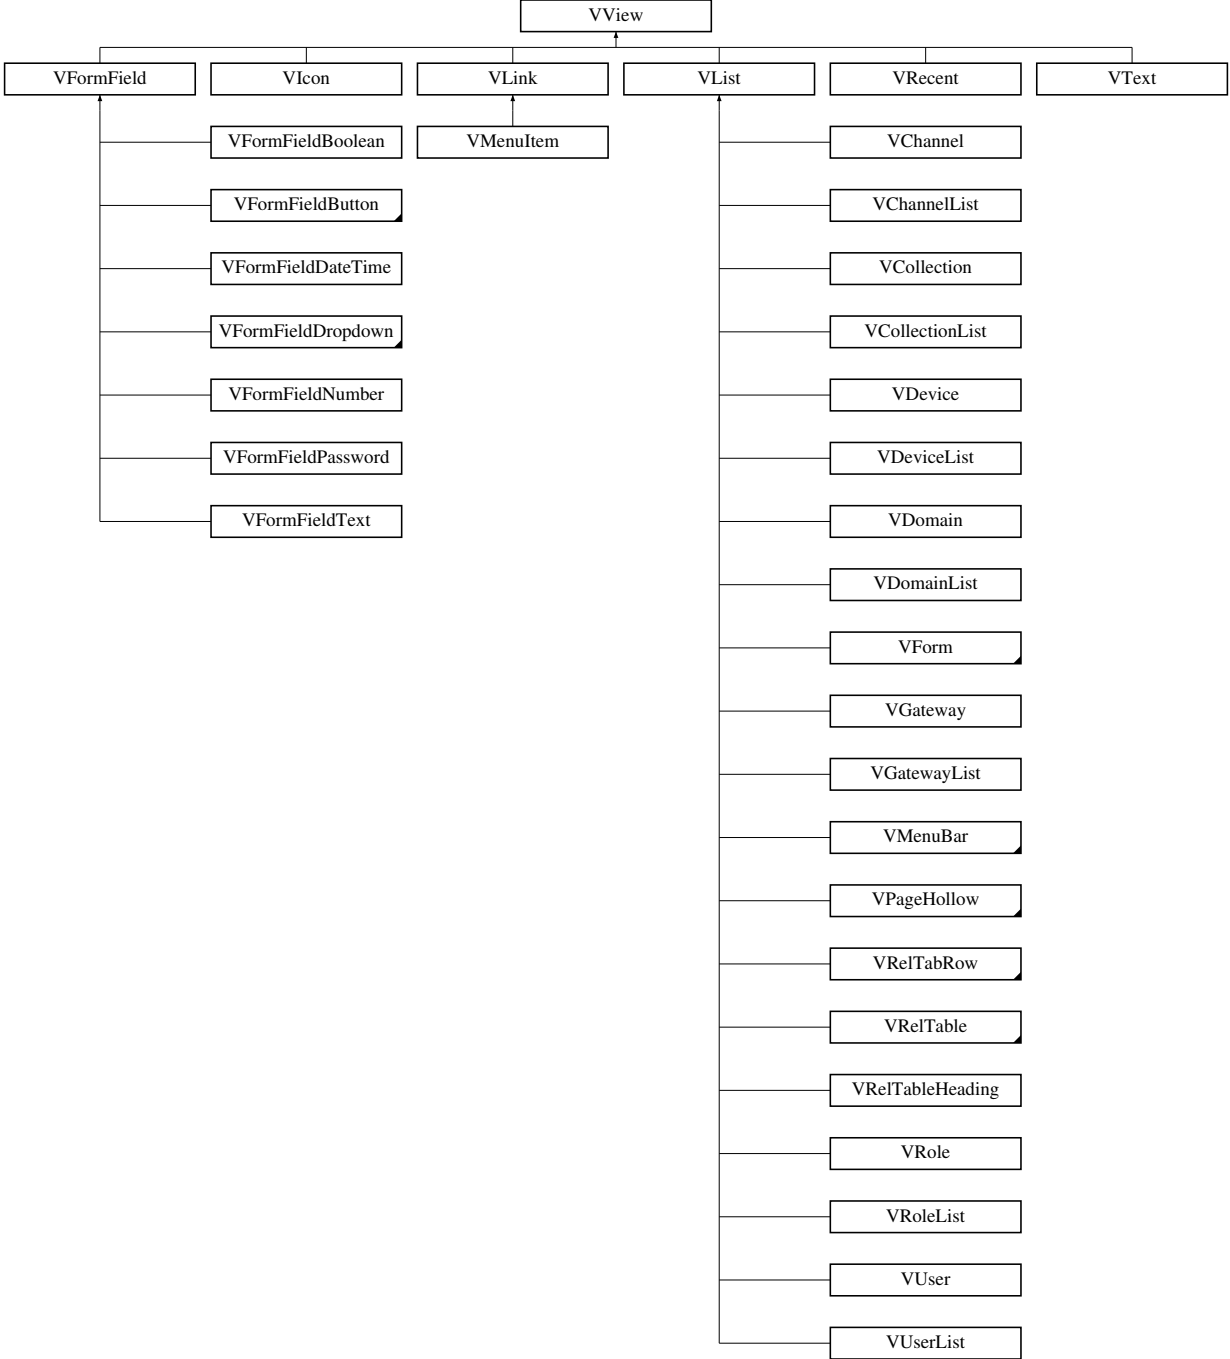 VView
VFormField
VIcon
VLink
VList
VRecent
VText
VFormFieldBoolean
VMenuItem
VChannel
VFormFieldButton
VChannelList
VFormFieldDateTime
VCollection
VFormFieldDropdown
VCollectionList
VFormFieldNumber
VDevice
VFormFieldPassword
VDeviceList
VFormFieldText
VDomain
VDomainList
VForm
VGateway
VGatewayList
VMenuBar
VPageHollow
VRelTabRow
VRelTable
VRelTableHeading
VRole
VRoleList
VUser
VUserList